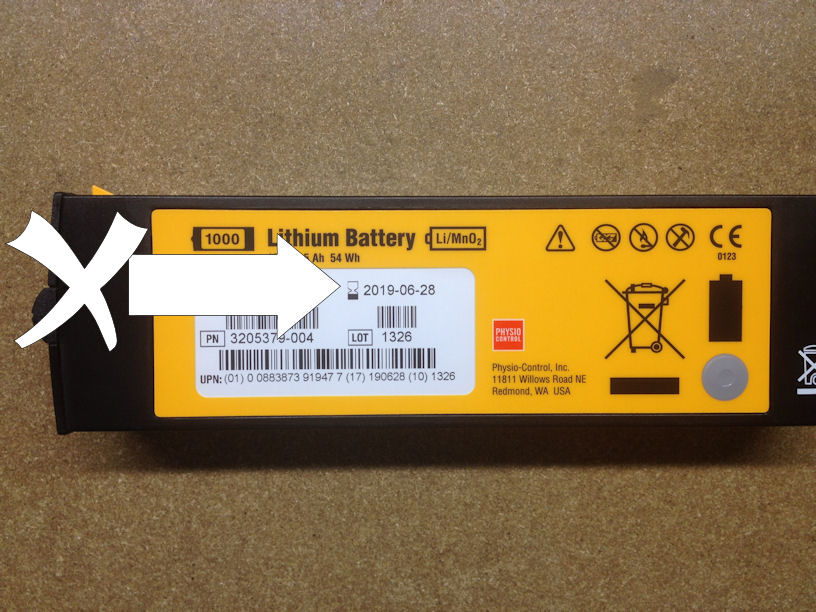 1000 Lithium Battery Li/MnO2
Ah 54 Wh
2019-06-28
PN 3205379-004 LOT 1326
UPN: (01) 0 0883873 91947 7 (17) 190628 (10) 1326
PHYSIO
CONTROL
Physio-Control, Inc.
11811 Willows Road NE
Redmond, WA USA
CE
0123